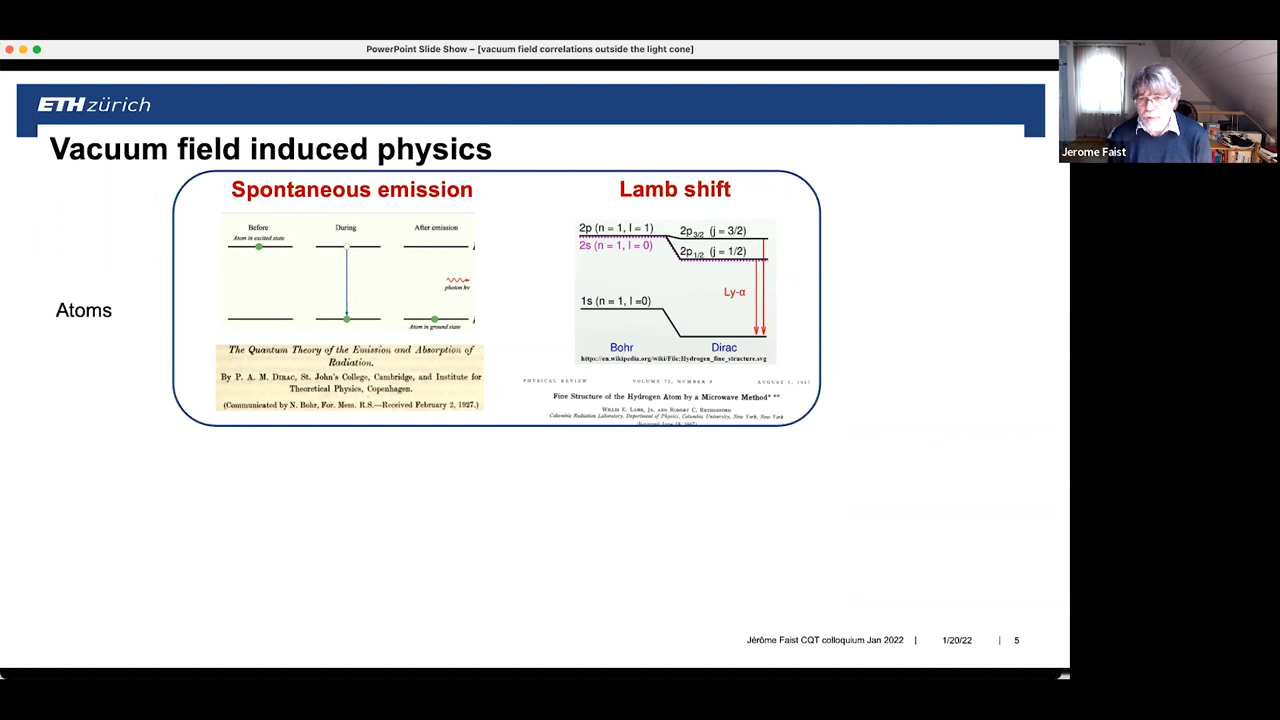 PowerPoint Slide Show – [vacuum field correlations outside the light cone]
ETH zürich
Jerome Faist
Vacuum field induced physics
Spontaneous emission
Lamb shift
Before
During
After emission
Atom in excited state
photon hν
Atom in ground state
2p (n = 1, l = 1)
2s (n = 1, l = 0)
2p3/2 (j = 3/2)
2p1/2 (j = 1/2)
Ly-α
1s (n = 1, l =0)
Bohr
Dirac
https://en.wikipedia.org/wiki/File:Hydrogen_fine_structure.svg
Atoms
The Quantum Theory of the Emission and Absorption of
Radiation.
By P. A. M. DIRAC, St. John's College, Cambridge, and Institute for
Theoretical Physics, Copenhagen.
(Communicated by N. Bohr, For. Mem. R.S.—Received February 2, 1927.)
PHYSICAL REVIEW VOLUME 72, NUMBER 3 AUGUST 1, 1947
Fine Structure of the Hydrogen Atom by a Microwave Method* **
WILLIS E. LAMB, JR. AND ROBERT C. RETHERFORD
Columbia Radiation Laboratory, Department of Physics, Columbia University, New York, New York
(Received June 18, 1947)
Jérôme Faist CQT colloquium Jan 2022 | 1/20/22 | 5